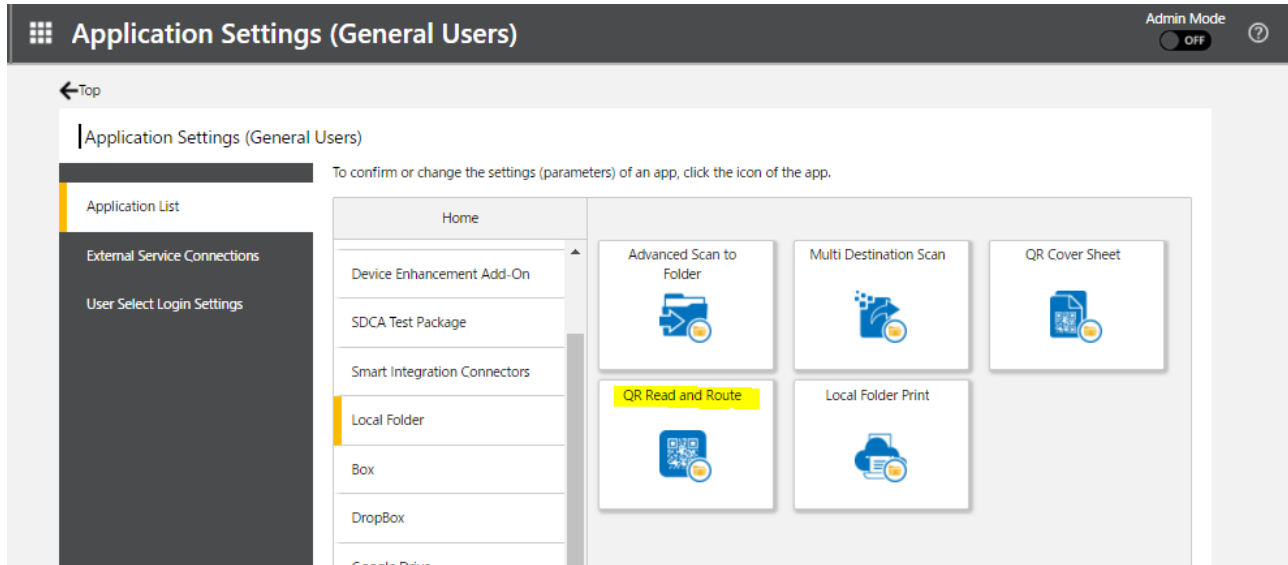 Application Settings (General Users)
Admin Mode
OFF
Top
Application Settings (General Users)
To confirm or change the settings (parameters) of an app, click the icon of the app.
Application List
External Service Connections
User Select Login Settings
Home
Device Enhancement Add-On
SDCA Test Package
Smart Integration Connectors
Local Folder
Box
DropBox
Google Drive
Advanced Scan to
Folder
Multi Destination Scan
QR Cover Sheet
QR Read and Route
Local Folder Print